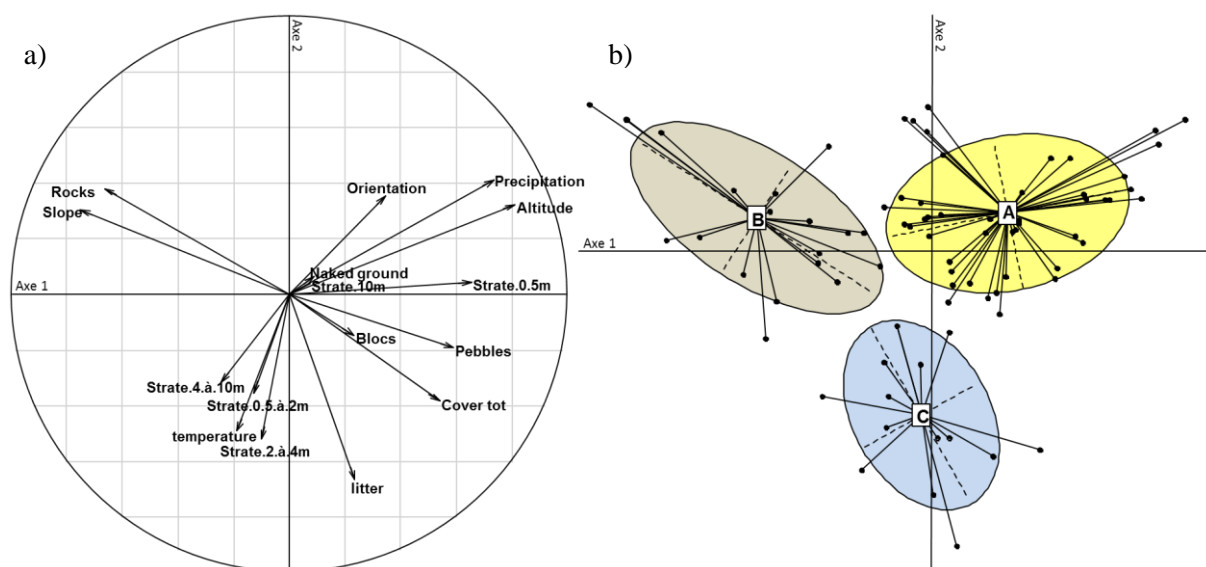 a)
Axe 2
Rocks
Slope
Orientation
Precipitation
Altitude
Naked ground
Strate.10m
Axe 1
Strate.0.5m
Blocs
Pebbles
Strate.4.à.10m
Strate.0.5.à.2m
Cover tot
temperature
Strate.2.à.4m
litter
b)
Axe 2
B
A
Axe 1
C